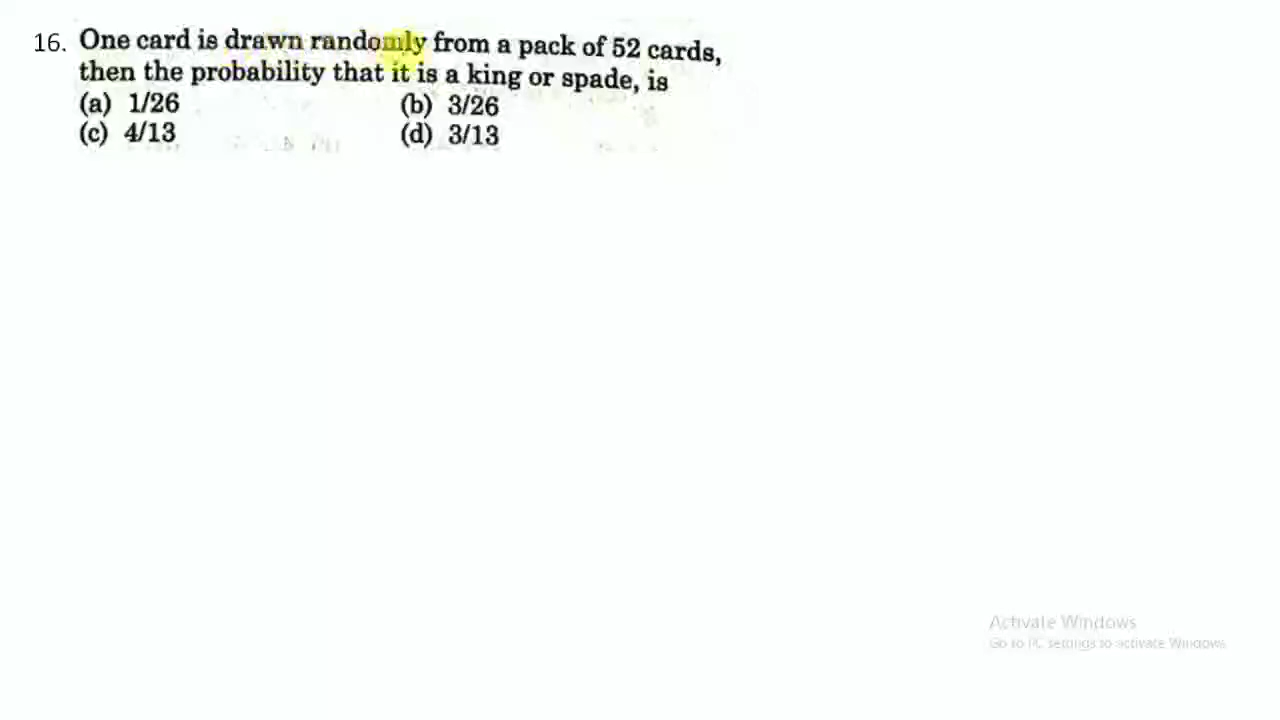 16. One card is drawn randomly from a pack of 52 cards,
then the probability that it is a king or spade, is
(a) 1/26 (b) 3/26
(c) 4/13 (d) 3/13
Activate Windows
Go to PC settings to activate Windows.